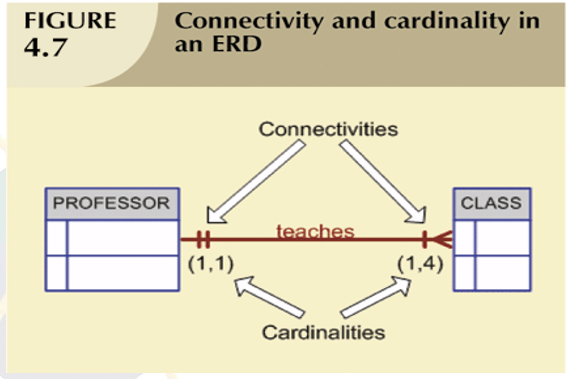 FIGURE
4.7
Connectivity and cardinality in
an ERD
Connectivities
PROFESSOR
teaches
CLASS
(1,1)
(1,4)
Cardinalities